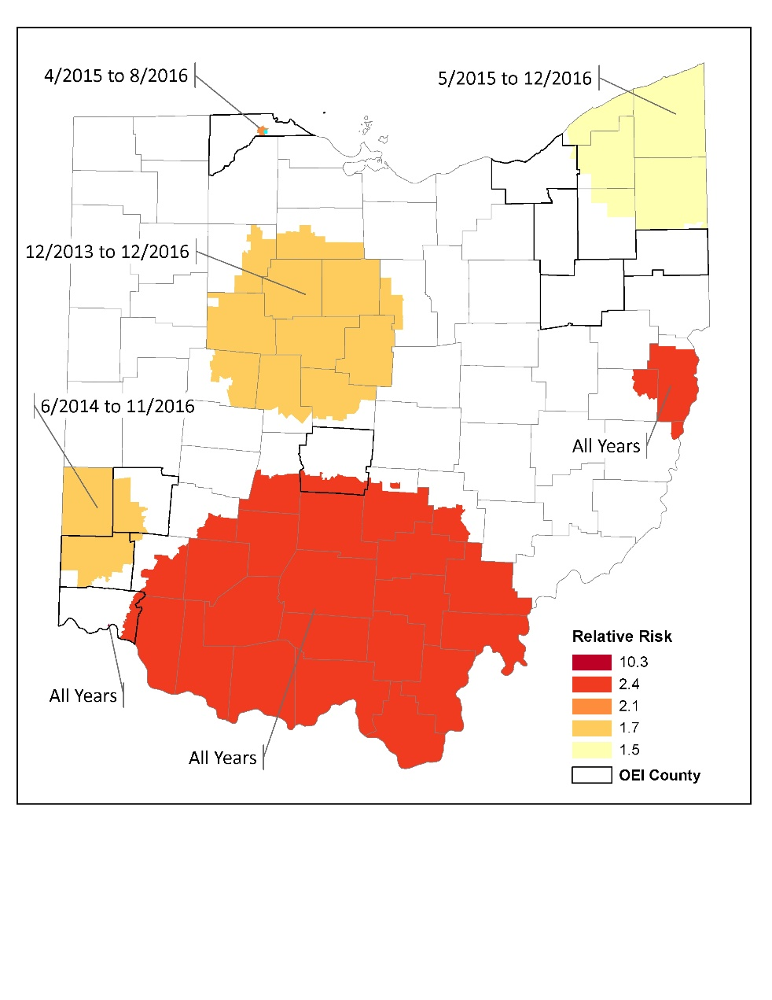 4/2015 to 8/2016
5/2015 to 12/2016
12/2013 to 12/2016
6/2014 to 11/2016
All Years
All Years
All Years
Relative Risk
10.3
2.4
2.1
1.7
1.5
OEI County